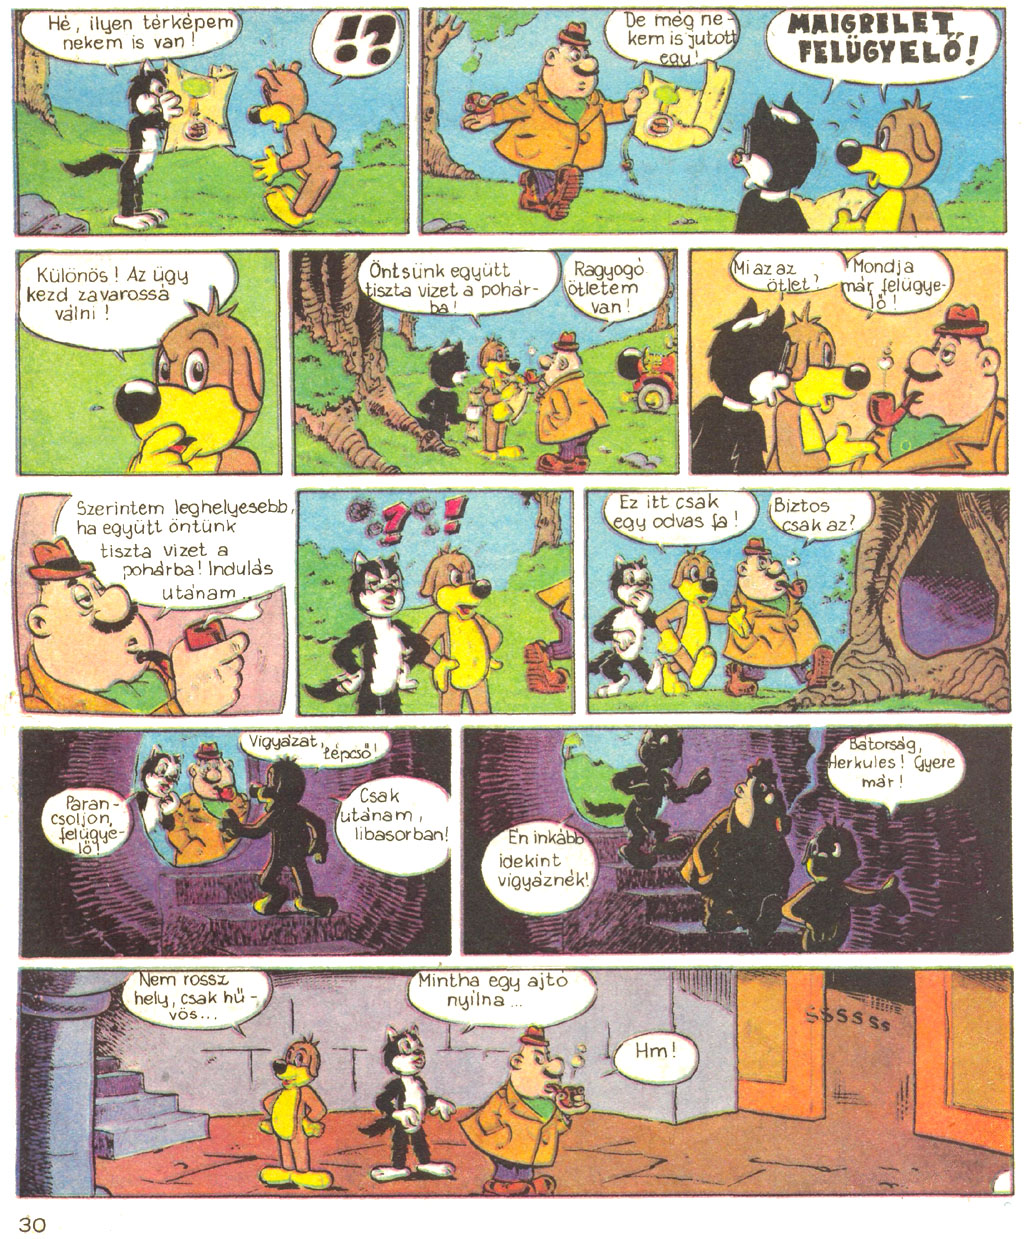 Hé, ilyen térképem
nekem is van!
!?
De még ne-
kem is jutott
egy!
MAIGRELET
FELÜGYELŐ!
Különös! Az ügy
kezd zavarossá
válni!
Öntsünk együtt
tiszta vizet a pohár-
ba!
Ragyogó
ötletem
van!
Mi az az
ötlet?
Mondja
már felügye-
lő!
Szerintem leghelyesebb,
ha együtt öntünk
tiszta vizet a
pohárba! Indulás
utánam..
?!
Ez itt csak
egy odvas fa!
Biztos
csak az?
Paran-
csoljon,
felügye-
lő!
Vigyázat,
lépcső!
Csak
utánam,
libasorban!
Én inkább
idekint
vigyáznék!
Bátorság,
Herkules! Gyere
már!
Nem rossz
hely, csak hű-
vös...
Mintha egy ajtó
nyílna...
Hm!
SSSSSSS
30